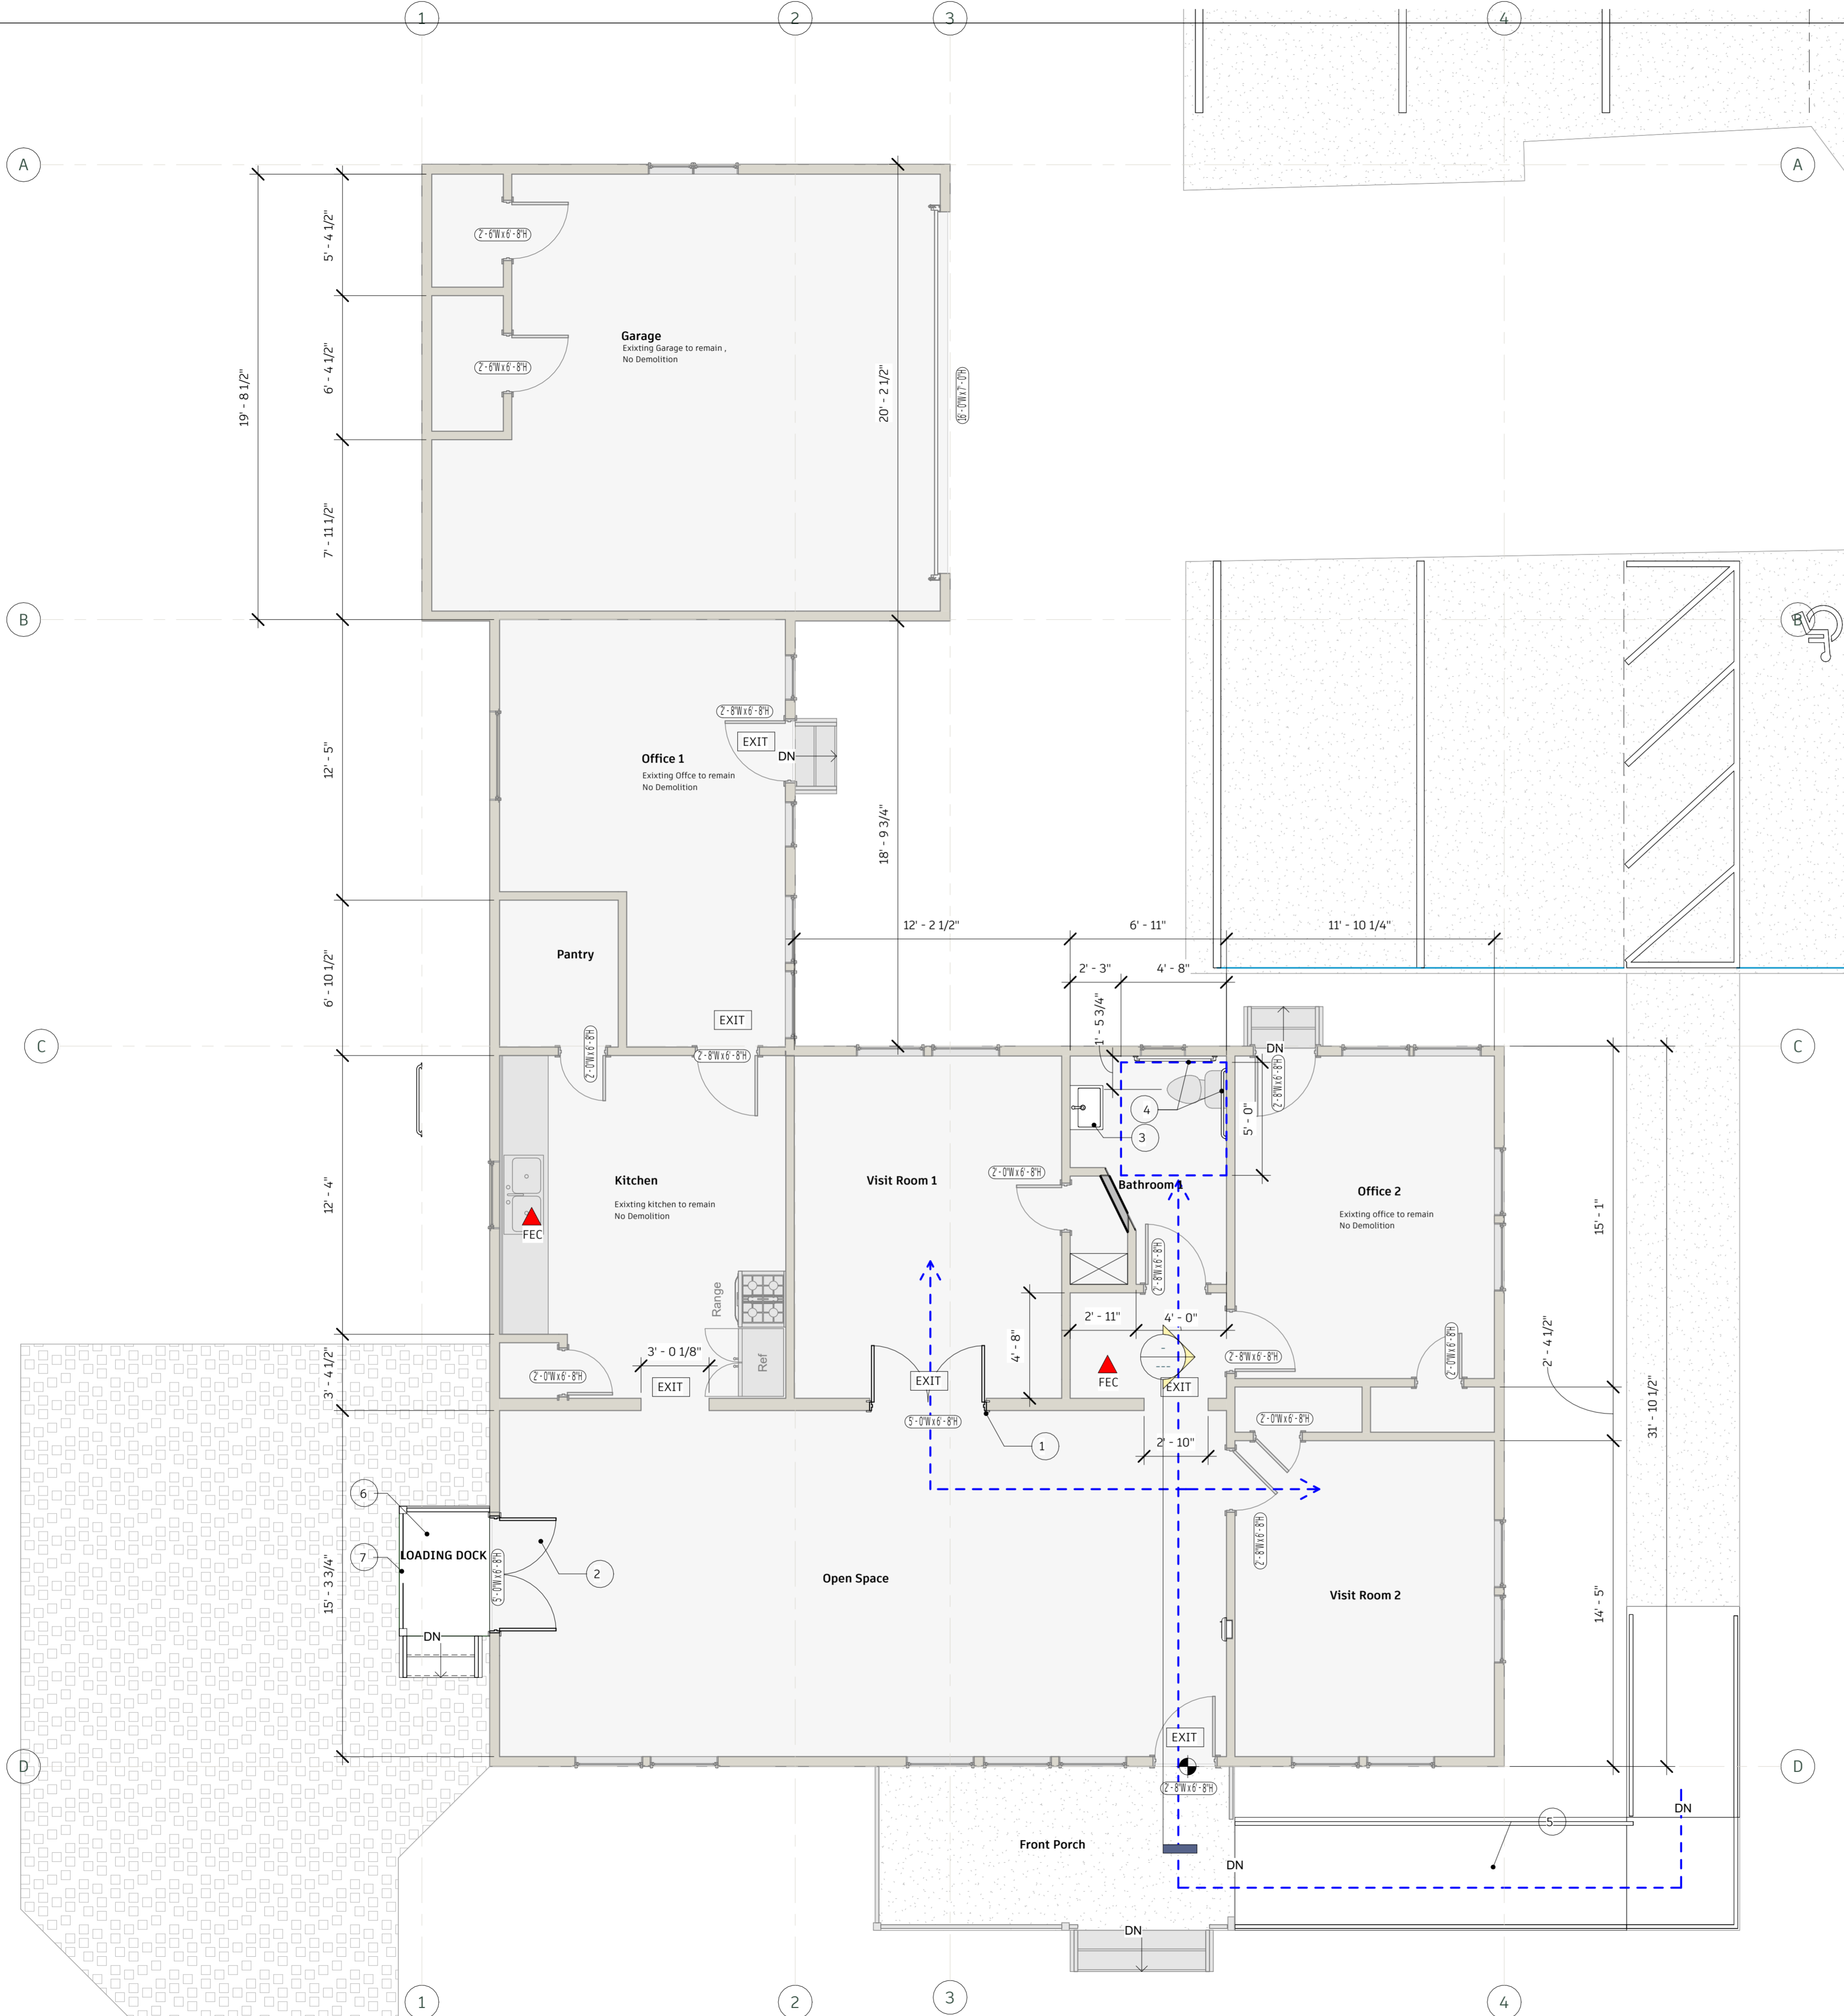 1
2
3
4
A
A
5' - 4 1/2"
2' - 6"W x 6' - 8"H
Garage
Exixting Garage to remain ,
No Demolition
6' - 4 1/2"
2' - 6"W x 6' - 8"H
19' - 8 1/2"
20' - 2 1/2"
16' - 0"W x 7' - 0"H
7' - 11 1/2"
B
B
2' - 8"W x 6' - 8"H
EXIT
DN
Office 1
Exixting Offce to remain
No Demolition
12' - 5"
18' - 9 3/4"
12' - 2 1/2"
6' - 11"
11' - 10 1/4"
Pantry
2' - 3"
4' - 8"
6' - 10 1/2"
1' - 5 3/4"
EXIT
C
C
2' - 0"W x 6' - 8"H
2' - 8"W x 6' - 8"H
DN
2' - 8"W x 6' - 8"H
4
3
5' - 0"
12' - 4"
Kitchen
Exixting kitchen to remain
No Demolition
FEC
Visit Room 1
2' - 0"W x 6' - 8"H
Bathroom
Office 2
Exixting office to remain
No Demolition
15' - 1"
2' - 8"W x 6' - 8"H
Range
Ref
3' - 0 1/8"
2' - 11"
4' - 0"
4' - 8"
-
---
2' - 8"W x 6' - 8"H
2' - 0"W x 6' - 8"H
2' - 4 1/2"
3' - 4 1/2"
2' - 0"W x 6' - 8"H
EXIT
EXIT
FEC
EXIT
5' - 0"W x 6' - 8"H
2' - 0"W x 6' - 8"H
31' - 10 1/2"
1
2' - 10"
6
7
LOADING DOCK
5' - 0"W x 6' - 8"H
2
2' - 8"W x 6' - 8"H
15' - 3 3/4"
Open Space
Visit Room 2
14' - 5"
DN
EXIT
D
D
2' - 8"W x 6' - 8"H
DN
5
Front Porch
DN
DN
1
2
3
4